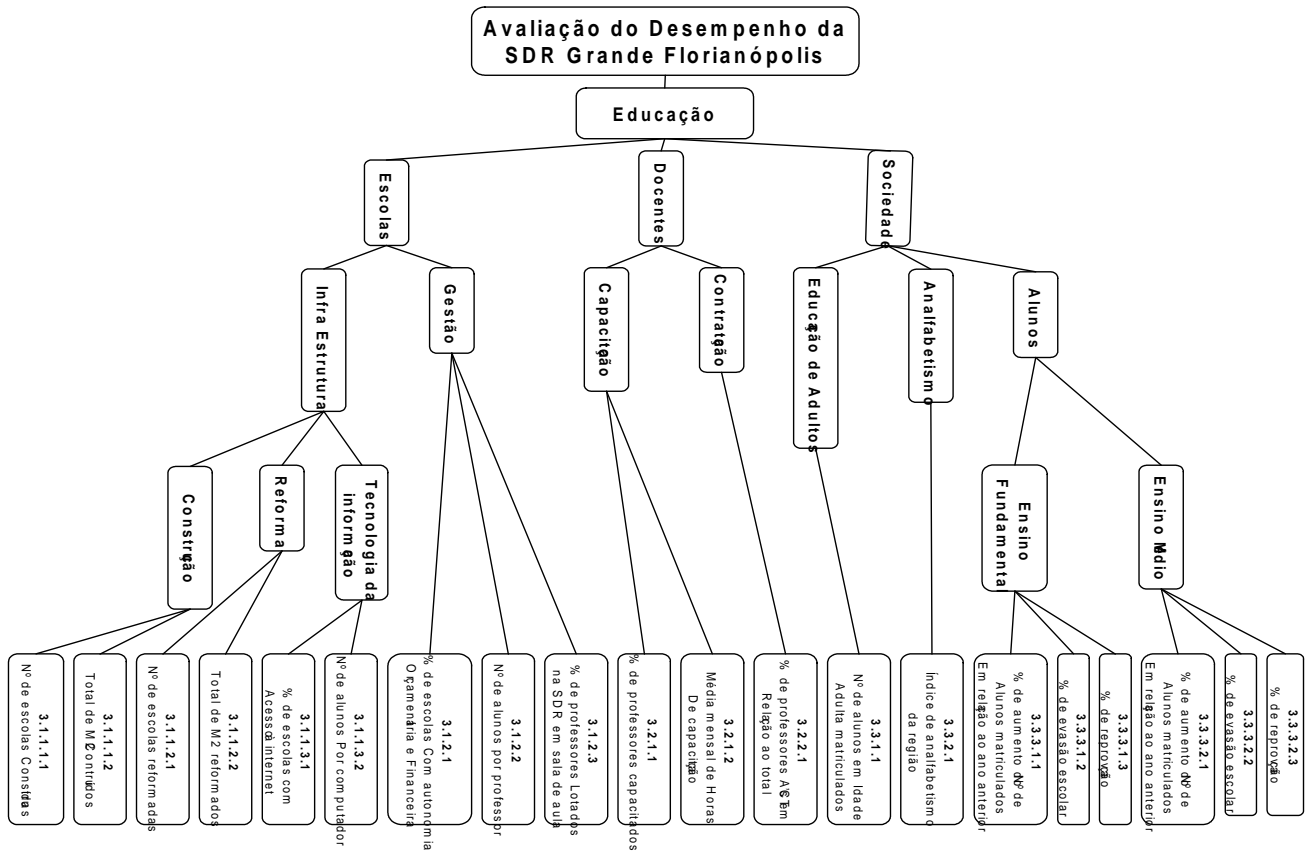 Avaliação do Desempenho da
SDR Grande Florianópolis
Educação
Escolas
Docentes
Sociedade
Infra Estrutura
Gestão
Capacitação
Contratação
Educação de Adultos
Analfabetismo
Alunos
Construção
Reforma
Tecnologia da
informação
Ensino
Fundamental
Ensino Médio
3.1.1.1.1
Nº de escolas Construídas
3.1.1.1.2
Total de M2 Contruídos
3.1.1.2.1
Nº de escolas reformadas
3.1.1.2.2
Total de M2 reformados
3.1.1.3.1
% de escolas com
Acesso à internet
3.1.1.3.2
Nº de alunos Por computador
3.1.2.1
% de escolas Com autonomia
Orçamentária e Financeira
3.1.2.2
Nº de alunos por professor
3.1.2.3
% de professores Lotados
na SDR em sala de aula
3.2.1.1
% de professores capacitados
3.2.1.2
Média mensal de Horas
De capacitação
3.2.2.1
% de professores ACT em
Relação ao total
3.3.1.1
Nº de alunos em Idade
Adulta matriculados
3.3.2.1
Índice de analfabetismo
da região
3.3.3.1.1
% de aumento do Nº de
Alunos matriculados
Em relação ao ano anterior
3.3.3.1.2
% de evasão escolar
3.3.3.1.3
% de reprovação
3.3.3.2.1
% de aumento do Nº de
Alunos matriculados
Em relação ao ano anterior
3.3.3.2.2
% de evasão escolar
3.3.3.2.3
% de reprovação